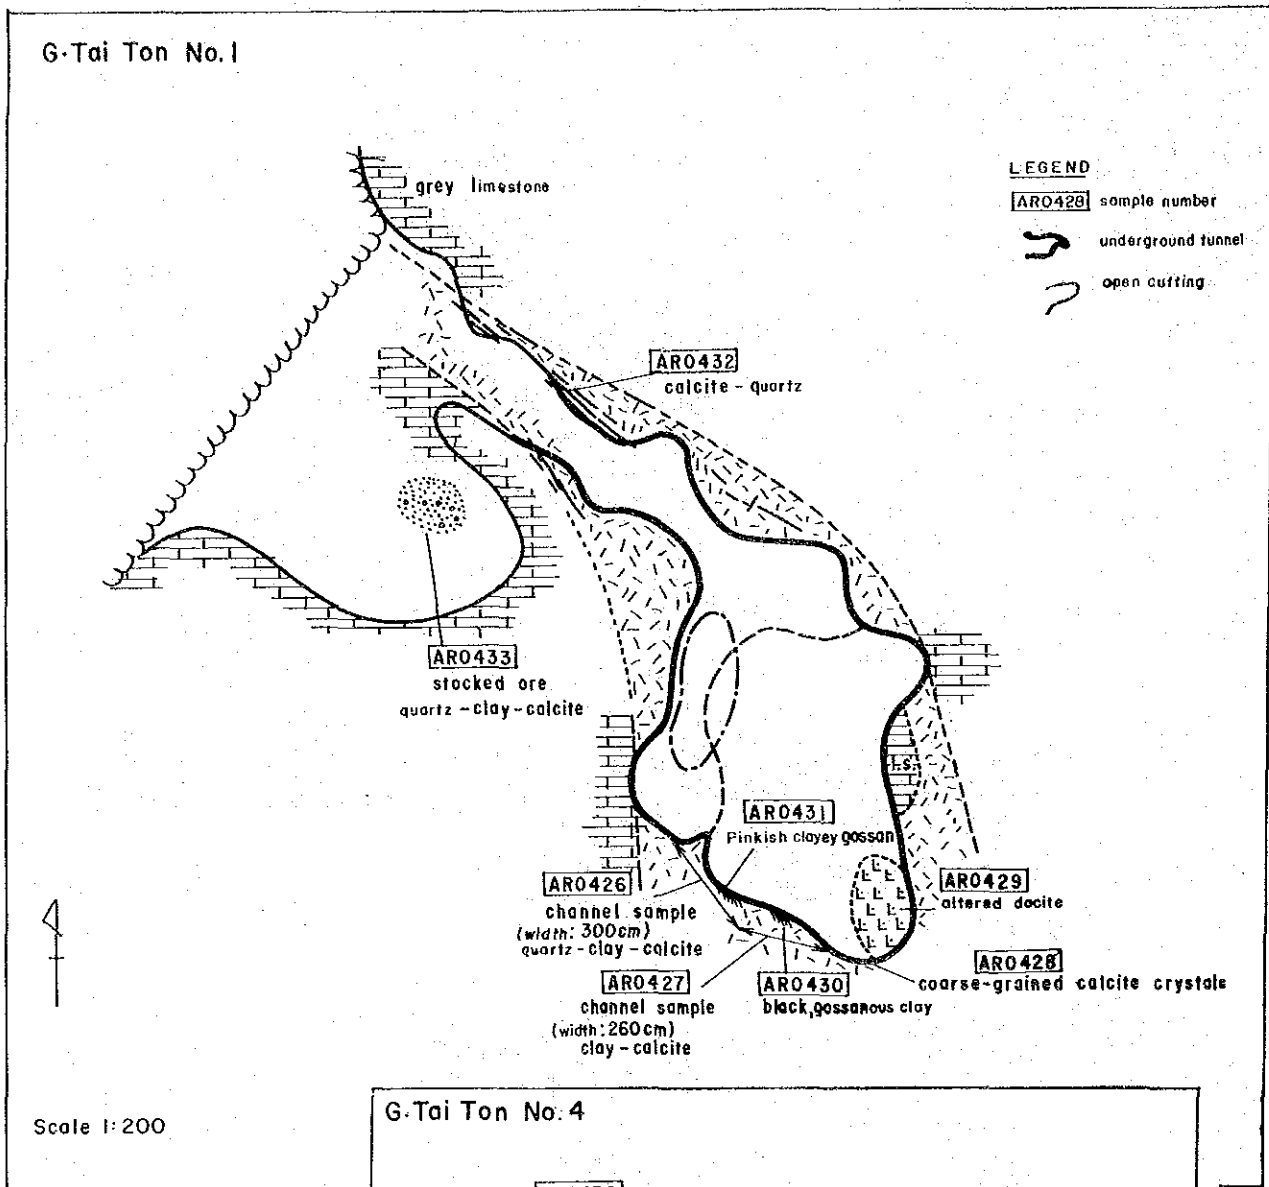 G.Tai Ton No.1
grey limestone
LEGEND
AR0428 sample number
underground tunnel
open cutting
AR0432
calcite-quartz
AR0433
stocked ore
quartz-clay-calcite
L.S.
AR0431
Pinkish clayey gossan
AR0426
channel sample
(width: 300cm)
quartz-clay-calcite
AR0429
altered dacite
AR0427
channel sample
(width: 260cm)
clay-calcite
AR0430
black, gossanous clay
AR0428
coarse-grained calcite crystals
Scale 1:200
G.Tai Ton No.4